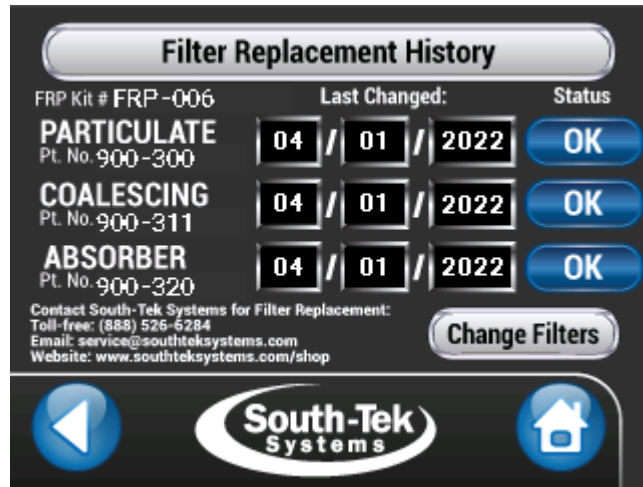 Filter Replacement History
FRP Kit # FRP-006 Last Changed: Status
PARTICULATE 04 / 01 / 2022 OK
Pt. No. 900-300
COALESCING 04 / 01 / 2022 OK
Pt. No. 900-311
ABSORBER 04 / 01 / 2022 OK
Pt. No. 900-320
Contact South-Tek Systems for Filter Replacement:
Toll-free: (888) 526-6284
Email: service@southteksystems.com
Website: www.southteksystems.com/shop
Change Filters
South-Tek
Systems